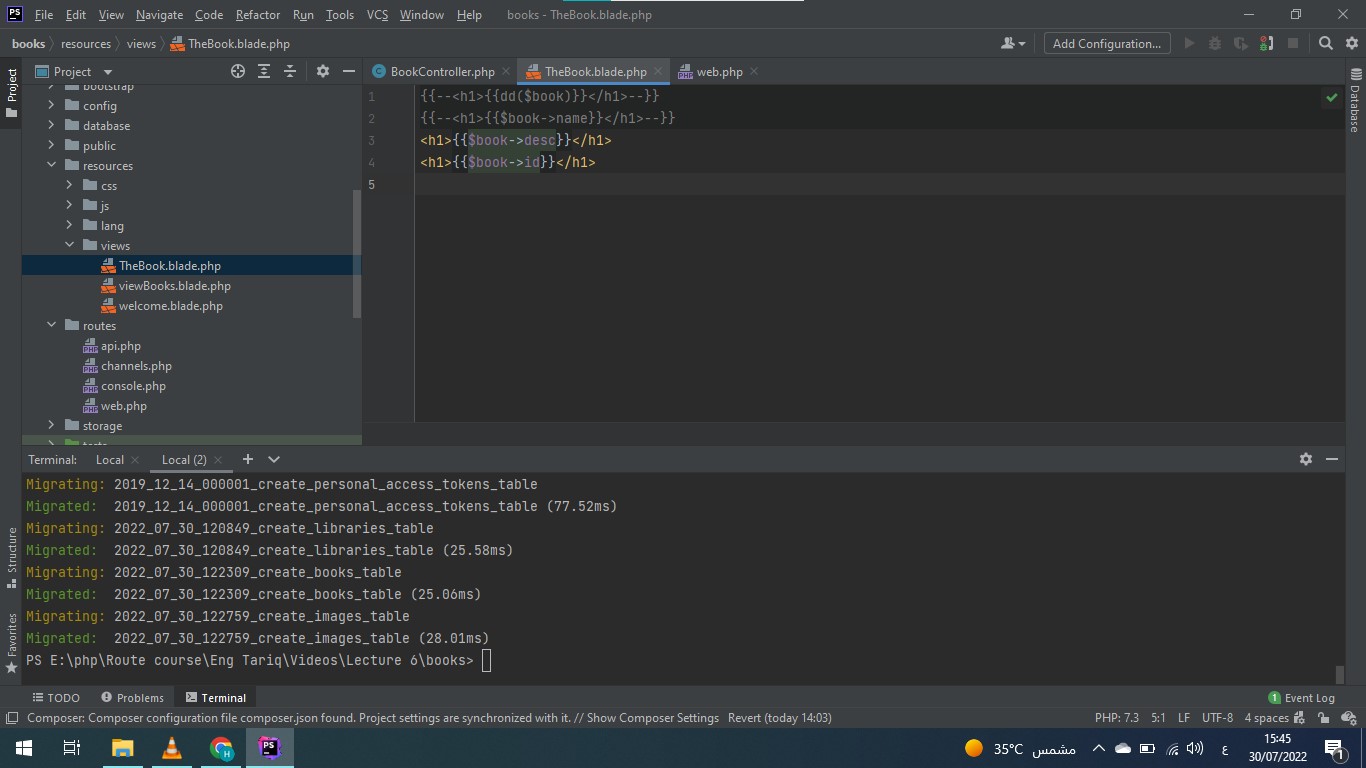 File Edit View Navigate Code Refactor Run Tools VCS Window Help books - TheBook.blade.php
books resources views TheBook.blade.php Add Configuration...
Project
Project
BookController.php TheBook.blade.php web.php
Database
bootstrap
config
database
public
resources
css
js
lang
views
TheBook.blade.php
viewBooks.blade.php
welcome.blade.php
routes
api.php
channels.php
console.php
web.php
storage
tests
1 {{--<h1>{{dd($book)}}</h1>--}}
2 {{--<h1>{{$book->name}}</h1>--}}
3 <h1>{{$book->desc}}</h1>
4 <h1>{{$book->id}}</h1>
5
Terminal: Local Local (2)
Migrating: 2019_12_14_000001_create_personal_access_tokens_table
Migrated: 2019_12_14_000001_create_personal_access_tokens_table (77.52ms)
Migrating: 2022_07_30_120849_create_libraries_table
Migrated: 2022_07_30_120849_create_libraries_table (25.58ms)
Migrating: 2022_07_30_122309_create_books_table
Migrated: 2022_07_30_122309_create_books_table (25.06ms)
Migrating: 2022_07_30_122759_create_images_table
Migrated: 2022_07_30_122759_create_images_table (28.01ms)
PS E:\php\Route course\Eng Tariq\Videos\Lecture 6\books>
Structure
Favorites
TODO Problems Terminal 1 Event Log
Composer: Composer configuration file composer.json found. Project settings are synchronized with it. // Show Composer Settings Revert (today 14:03) PHP: 7.3 5:1 LF UTF-8 4 spaces
35°C مشمس ع 15:45
30/07/2022 1